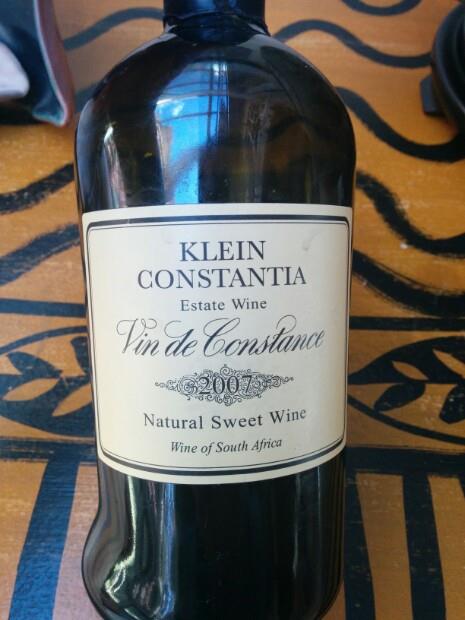 KLEIN
CONSTANTIA
Estate Wine
Vin de Constance
2007
Natural Sweet Wine
Wine of South Africa